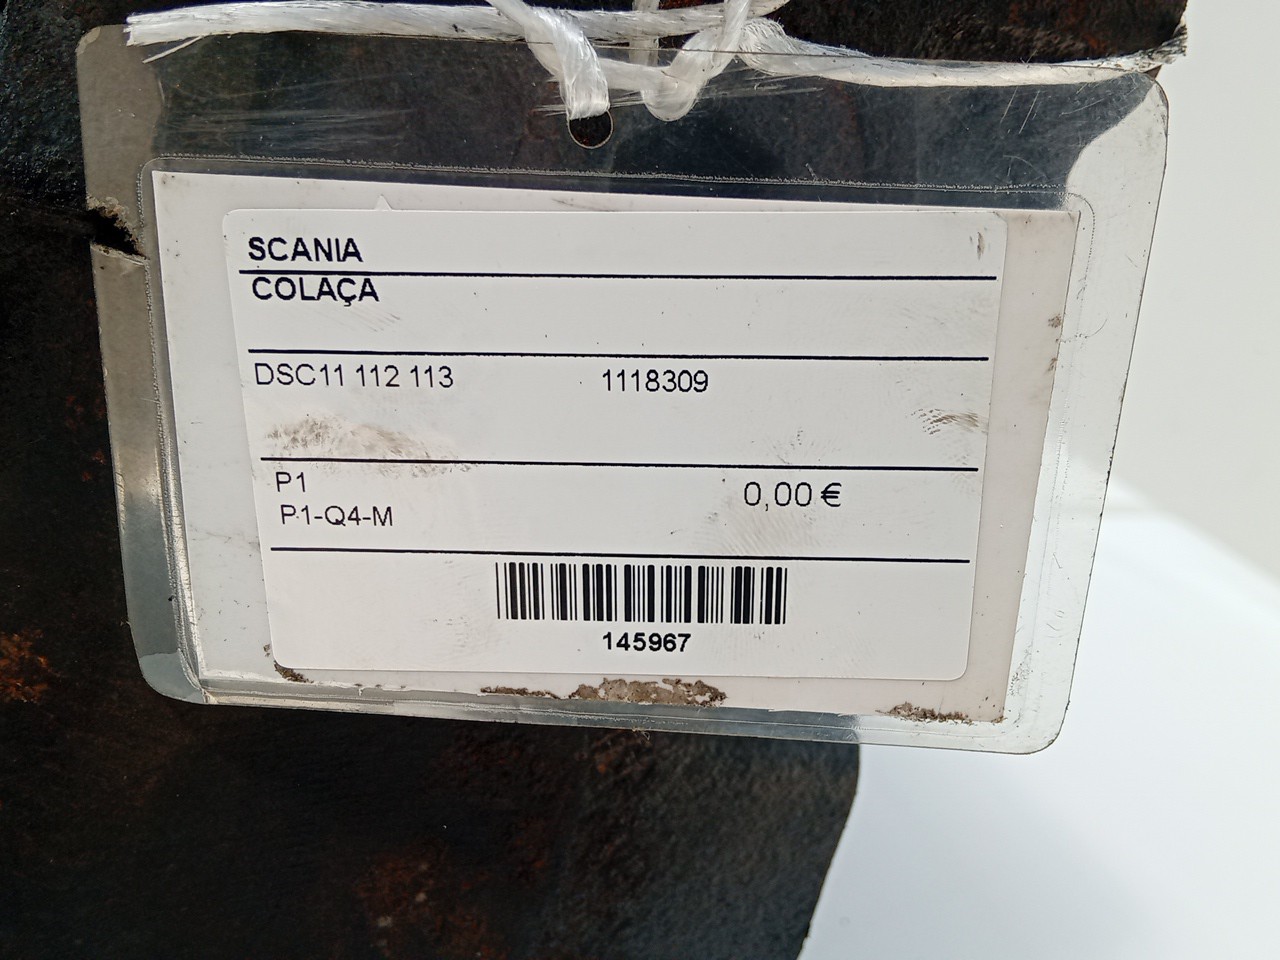 SCANIA
COLAÇA
DSC11 112 113 1118309
P1 0,00 €
P1-Q4-M
145967